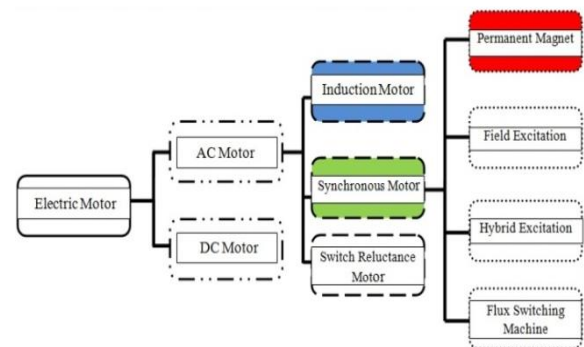 Permanent Magnet
Induction Motor
Field Excitation
AC Motor
Synchronous Motor
Electric Motor
Hybrid Excitation
DC Motor
Switch Reluctance
Motor
Flux Switching
Machine